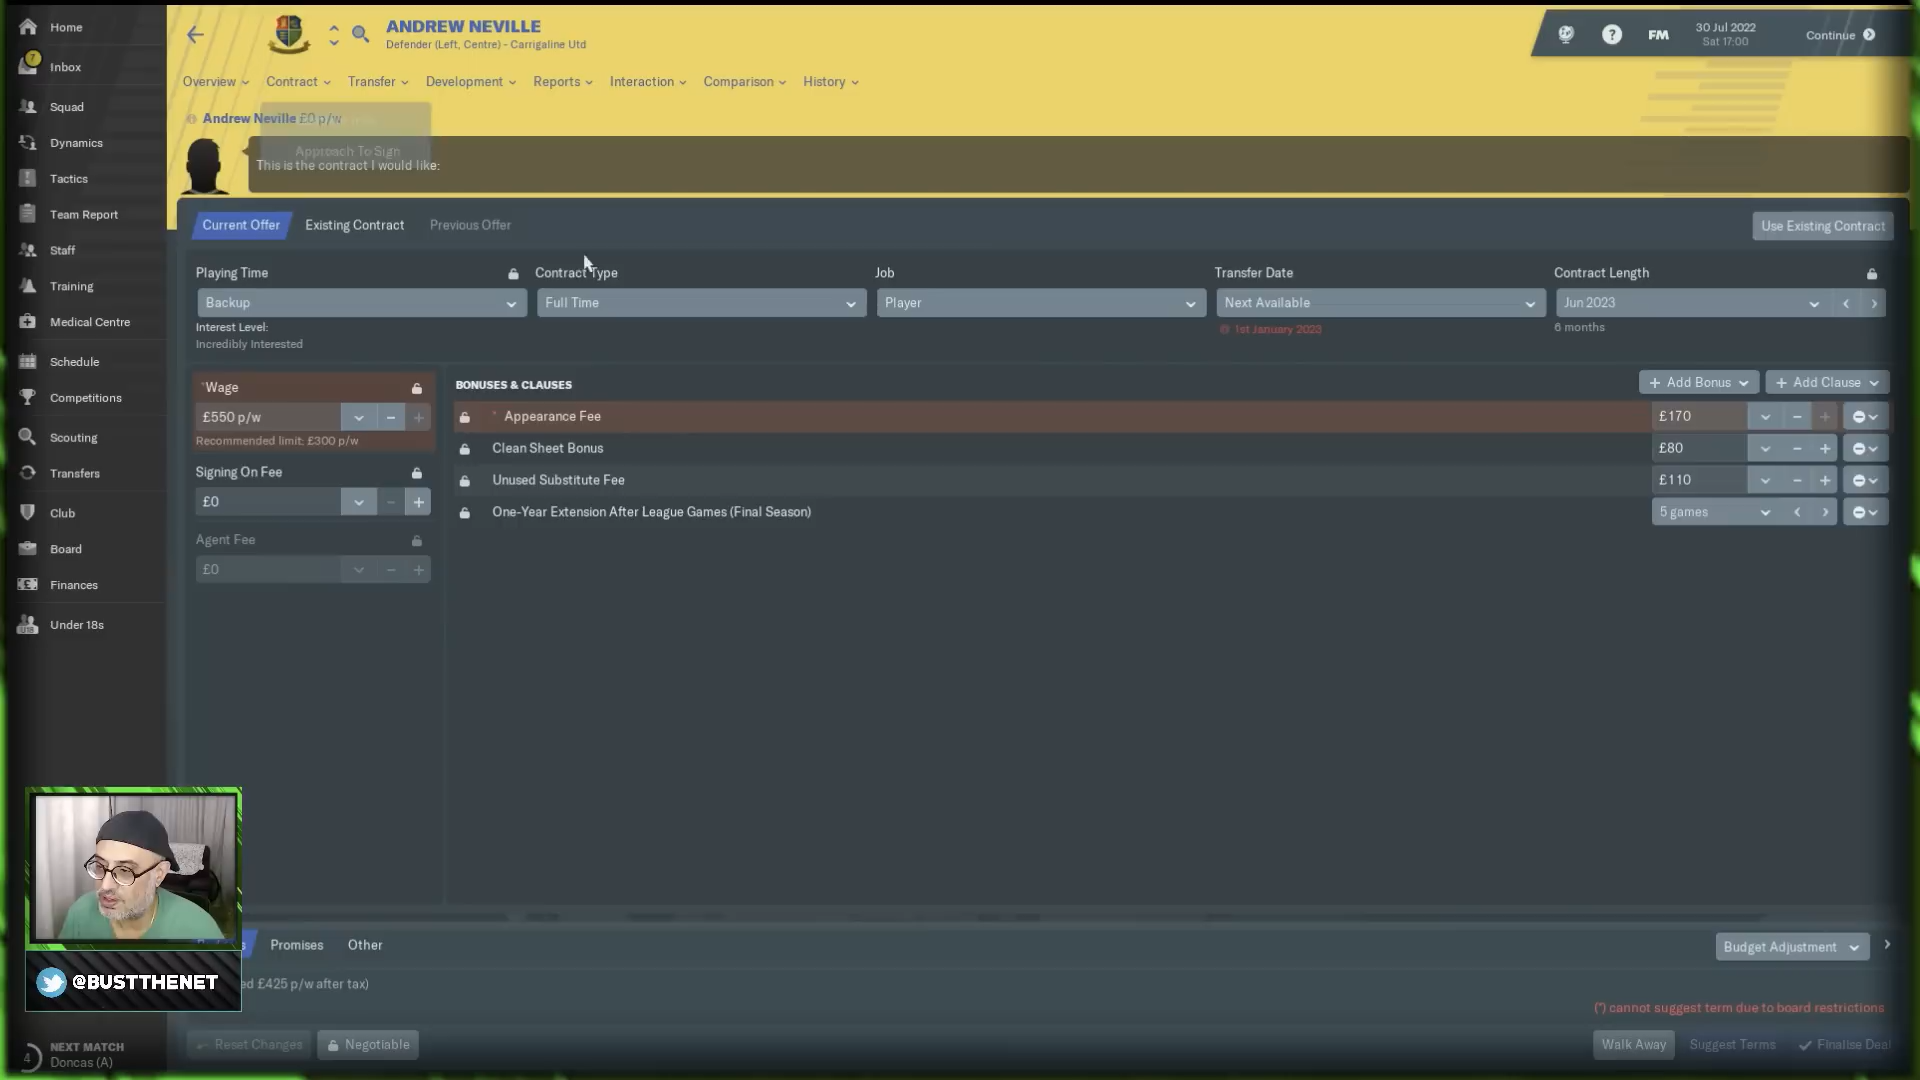 Home
7
Inbox
Squad
Dynamics
Tactics
Team Report
Staff
Training
Medical Centre
Schedule
Competitions
Scouting
Transfers
Club
Board
Finances
U18
Under 18s
4
NEXT MATCH
Doncas (A)
ANDREW NEVILLE
Defender (Left, Centre) - Carrigaline Utd
FM
30 Jul 2022
Sat 17:00
Continue
Overview
Contract
Transfer
Development
Reports
Interaction
Comparison
History
Andrew Neville £0 p/w
Approach To Sign
This is the contract I would like:
Current Offer
Existing Contract
Previous Offer
Use Existing Contract
Playing Time
Contract Type
Job
Transfer Date
Contract Length
Backup
Full Time
Player
Next Available
Jun 2023
Interest Level:
Incredibly Interested
1st January 2023
6 months
*Wage
£550 p/w
Recommended limit: £300 p/w
Signing On Fee
£0
Agent Fee
£0
BONUSES & CLAUSES
+ Add Bonus
+ Add Clause
* Appearance Fee
£170
Clean Sheet Bonus
£80
Unused Substitute Fee
£110
One-Year Extension After League Games (Final Season)
5 games
Promises
Other
Budget Adjustment
£425 p/w after tax)
(*) cannot suggest term due to board restrictions
Reset Changes
Negotiable
Walk Away
Suggest Terms
Finalise Deal
@BUSTTHENET